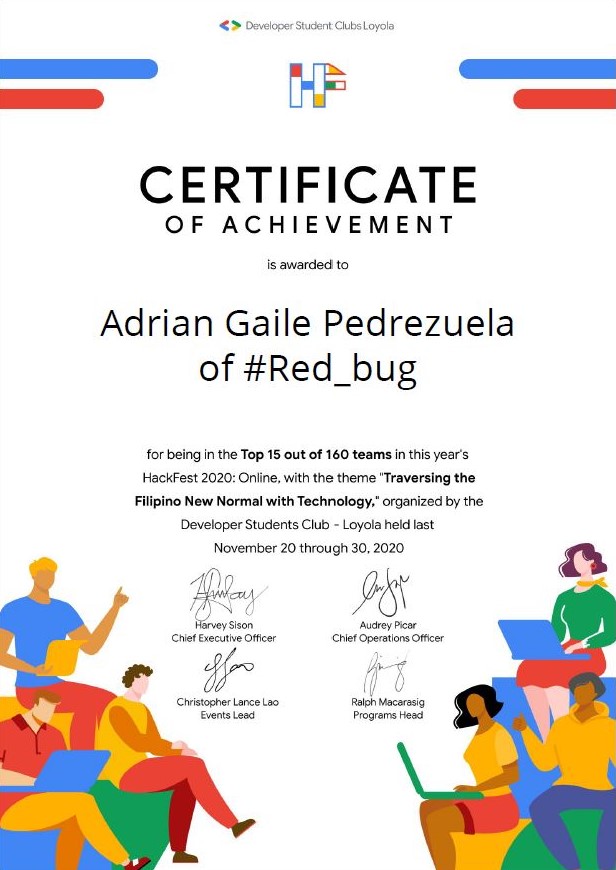 Developer Student Clubs Loyola
HF
CERTIFICATE
OF ACHIEVEMENT
is awarded to
Adrian Gaile Pedrezuela
of #Red_bug
for being in the Top 15 out of 160 teams in this year's
HackFest 2020: Online, with the theme "Traversing the
Filipino New Normal with Technology," organized by the
Developer Students Club - Loyola held last
November 20 through 30, 2020
Harvey Sison
Chief Executive Officer
Audrey Picar
Chief Operations Officer
Christopher Lance Lao
Events Lead
Ralph Macarasig
Programs Head